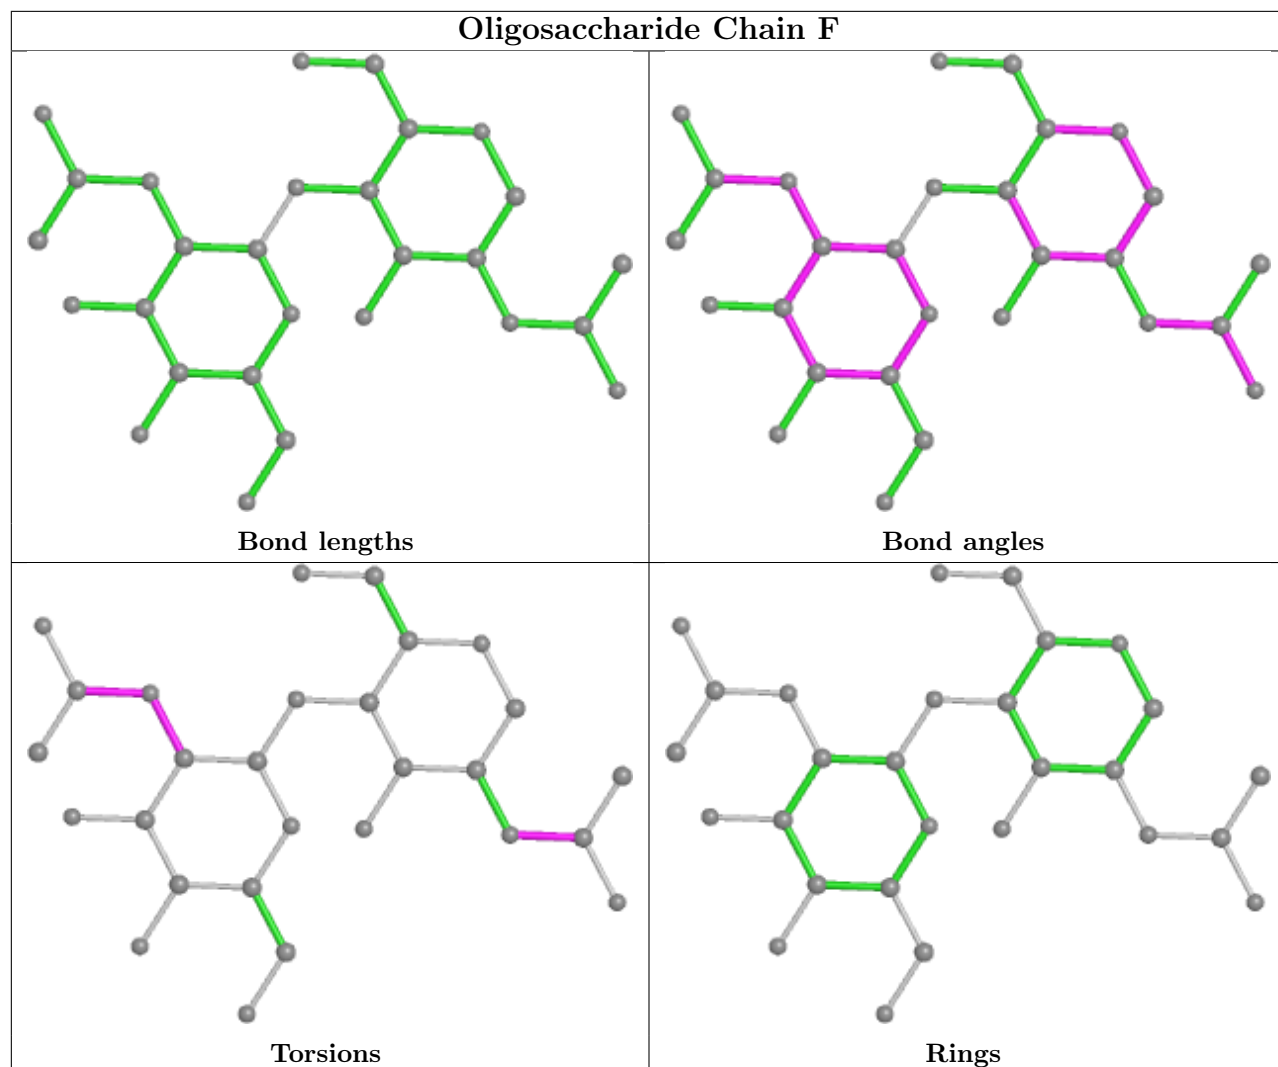 Oligosaccharide Chain F
Bond lengths
Bond angles
Torsions
Rings